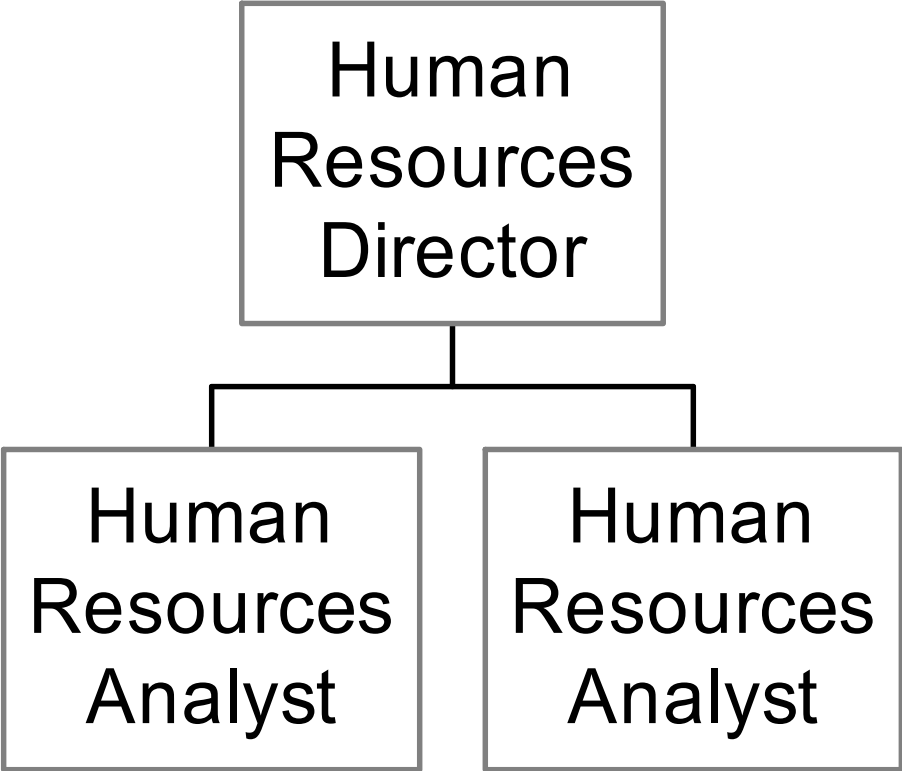 Human
Resources
Director
Human
Resources
Analyst
Human
Resources
Analyst